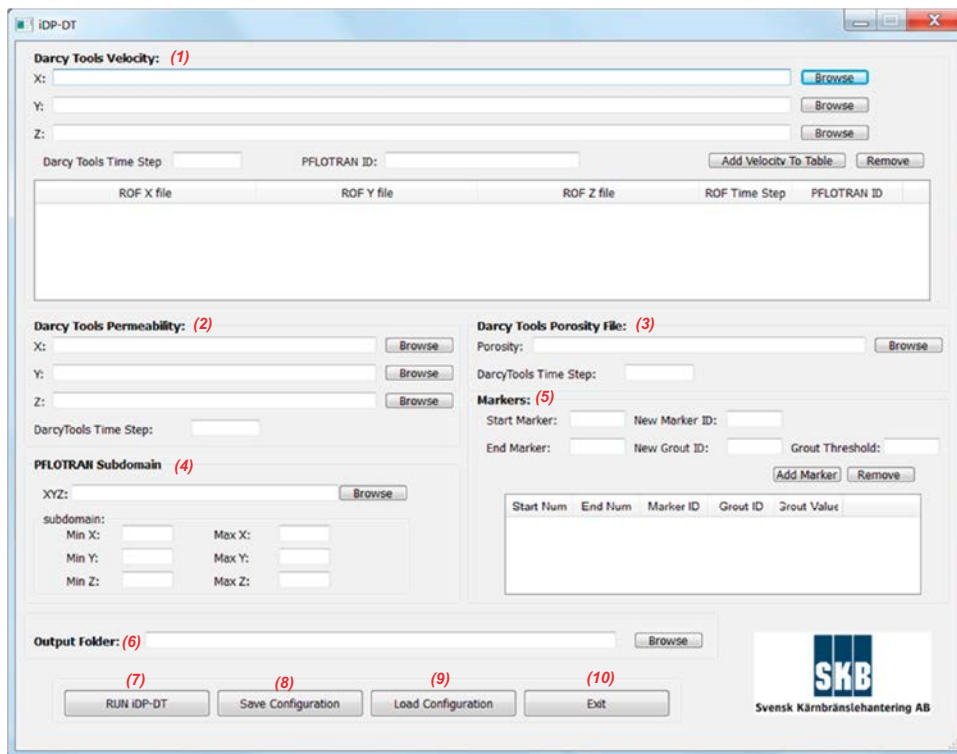 iDP-DT
Darcy Tools Velocity: (1)
X: Browse
Y: Browse
Z: Browse
Darcy Tools Time Step PFLOTRAN ID: Add Velocity To Table Remove
ROF X file ROF Y file ROF Z file ROF Time Step PFLOTRAN ID
Darcy Tools Permeability: (2)
X: Browse
Y: Browse
Z: Browse
DarcyTools Time Step:
Darcy Tools Porosity File: (3)
Porosity: Browse
DarcyTools Time Step:
PFLOTRAN Subdomain (4)
XYZ: Browse
subdomain:
Min X: Max X:
Min Y: Max Y:
Min Z: Max Z:
Markers: (5)
Start Marker: New Marker ID:
End Marker: New Grout ID: Grout Threshold:
Add Marker Remove
Start Num End Num Marker ID Grout ID Grout Value
Output Folder: (6) Browse
(7) (8) (9) (10)
RUN iDP-DT Save Configuration Load Configuration Exit
SKB
Svensk Kärnbränslehantering AB